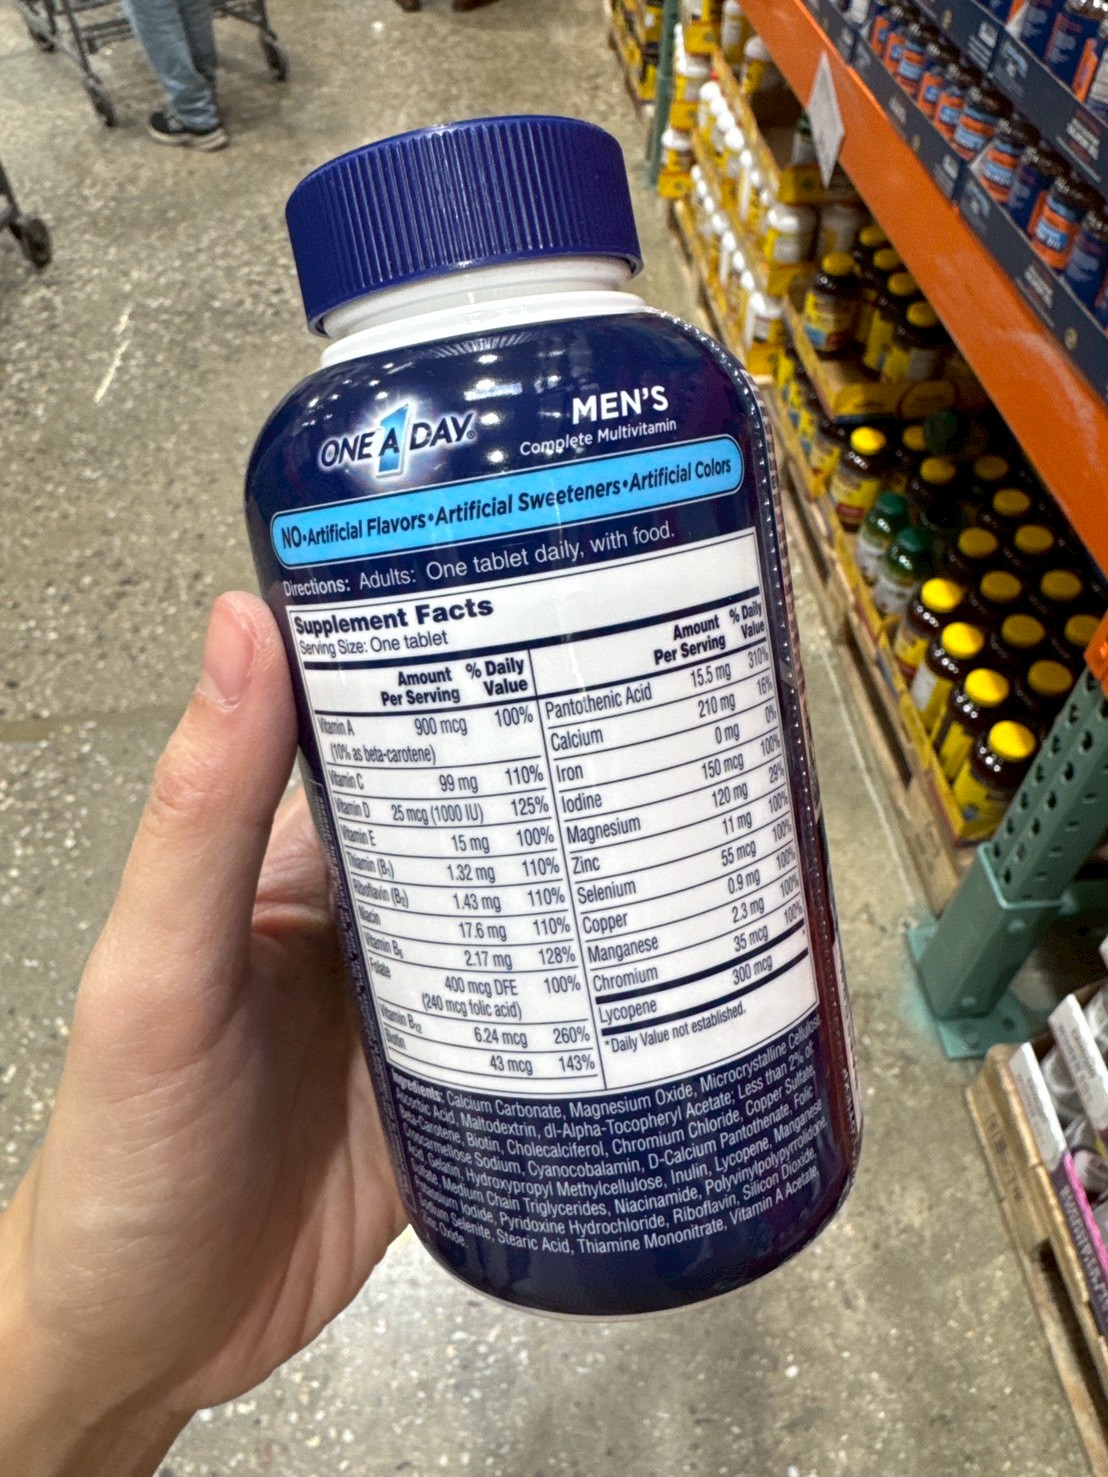 ONE A DAY®
MEN'S
Complete Multivitamin
NO•Artificial Flavors•Artificial Sweeteners•Artificial Colors
Directions: Adults: One tablet daily, with food.
Supplement Facts
Serving Size: One tablet
Amount Per Serving % Daily Value
Vitamin A 900 mcg 100%
(10% as beta-carotene)
Vitamin C 99 mg 110%
Vitamin D 25 mcg (1000 IU) 125%
Vitamin E 15 mg 100%
Thiamin (B1) 1.32 mg 110%
Riboflavin (B2) 1.43 mg 110%
Niacin 17.6 mg 110%
Vitamin B6 2.17 mg 128%
Folate 400 mcg DFE 100%
(240 mcg folic acid)
Vitamin B12 6.24 mcg 260%
Biotin 43 mcg 143%
Amount Per Serving % Daily Value
Pantothenic Acid 15.5 mg 310%
Calcium 210 mg 16%
Iron 0 mg 0%
Iodine 150 mcg 100%
Magnesium 120 mg 29%
Zinc 11 mg 100%
Selenium 55 mcg 100%
Copper 0.9 mg 100%
Manganese 2.3 mg 100%
Chromium 35 mcg 100%
Lycopene 300 mcg
*Daily Value not established.
Ingredients: Calcium Carbonate, Magnesium Oxide, Microcrystalline Cellulose,
Ascorbic Acid, Maltodextrin, dl-Alpha-Tocopheryl Acetate; Less than 2% of:
Beta-Carotene, Biotin, Cholecalciferol, Chromium Chloride, Copper Sulfate,
Croscarmellose Sodium, Cyanocobalamin, D-Calcium Pantothenate, Folic
Acid, Gelatin, Hydroxypropyl Methylcellulose, Inulin, Lycopene, Manganese
Sulfate, Medium Chain Triglycerides, Niacinamide, Polyvinylpolypyrrolidone,
Potassium Iodide, Pyridoxine Hydrochloride, Riboflavin, Silicon Dioxide,
Sodium Selenite, Stearic Acid, Thiamine Mononitrate, Vitamin A Acetate,
Zinc Oxide.